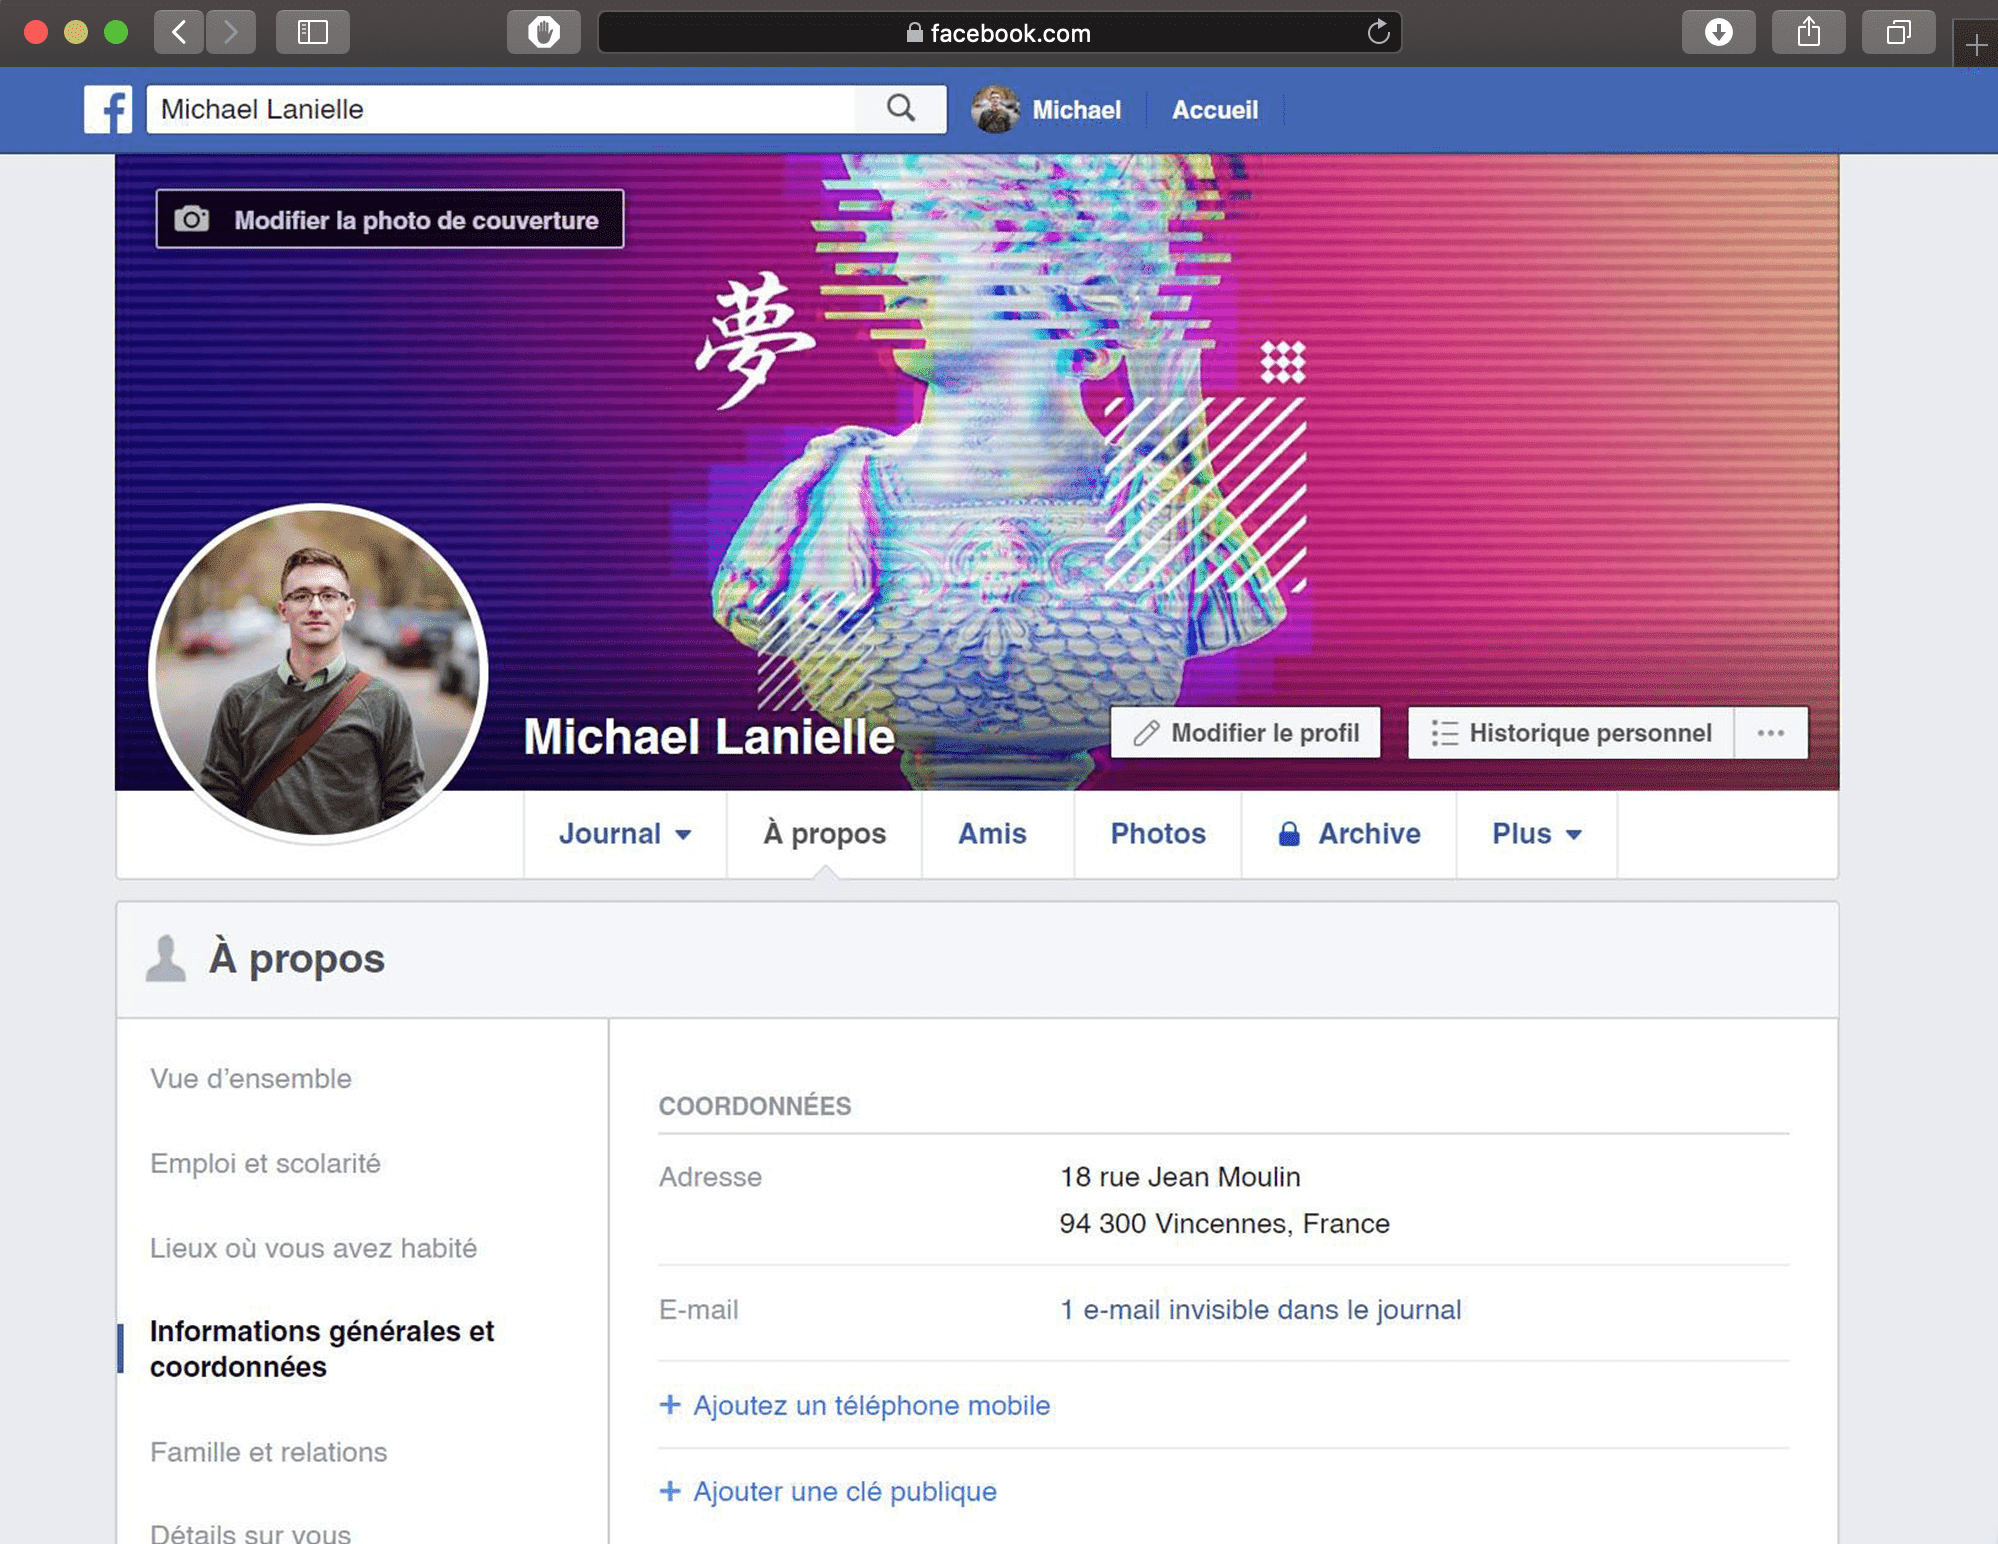 facebook.com
f
Michael Lanielle
Michael
Accueil
Modifier la photo de couverture
夢
Michael Lanielle
Modifier le profil
Historique personnel
Journal
À propos
Amis
Photos
Archive
Plus
À propos
Vue d’ensemble
Emploi et scolarité
Lieux où vous avez habité
Informations générales et
coordonnées
Famille et relations
Détails sur vous
COORDONNÉES
Adresse
18 rue Jean Moulin
94 300 Vincennes, France
E-mail
1 e-mail invisible dans le journal
+ Ajoutez un téléphone mobile
+ Ajouter une clé publique